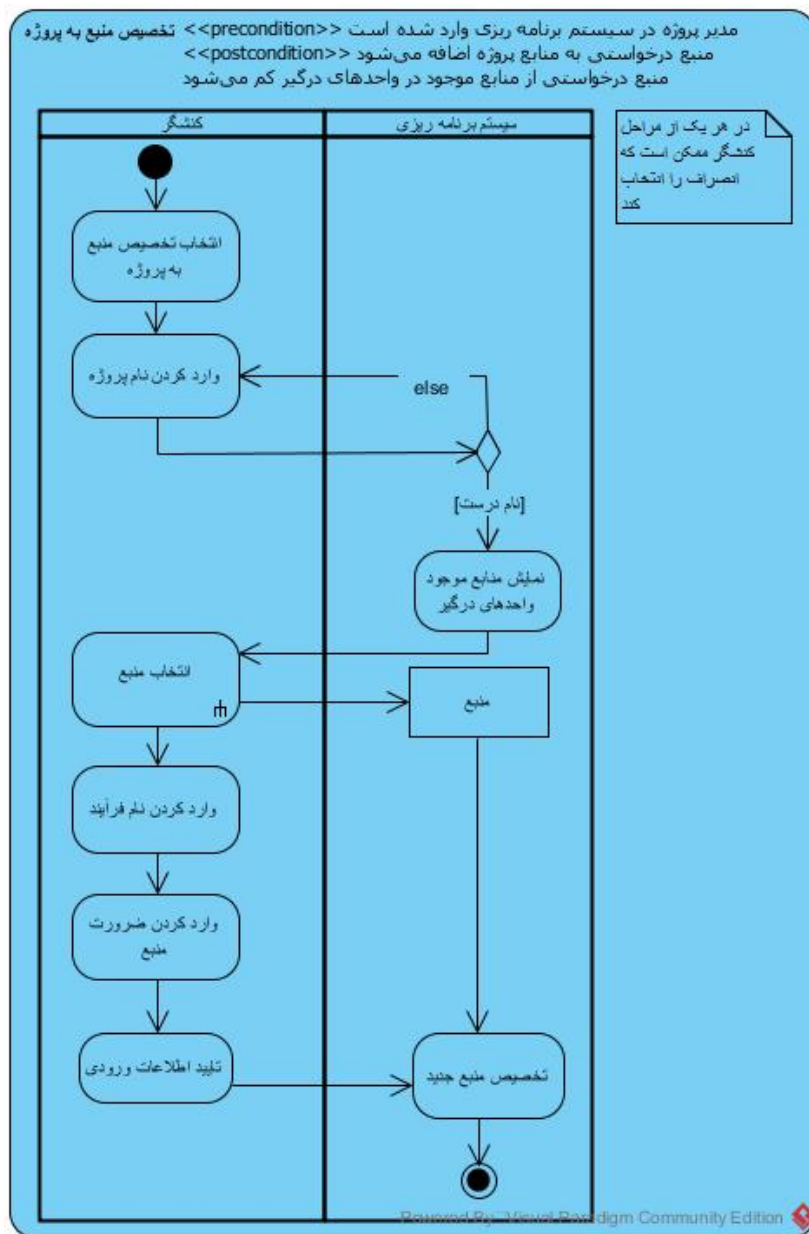 تخصیص منبع به پروژه <<precondition>> مدیر پروژه در سیستم برنامه ریزی وارد شده است
<<postcondition>> منبع درخواستی به منابع پروژه اضافه می‌شود
منبع درخواستی از منابع موجود در واحدهای درگیر کم می‌شود
کنشگر
سیستم برنامه ریزی
در هر یک از مراحل
کنشگر ممکن است که
انصراف را انتخاب
کند
انتخاب تخصیص منبع
به پروژه
وارد کردن نام پروژه
else
[نام درست]
نمایش منابع موجود
واحدهای درگیر
انتخاب منبع
منبع
وارد کردن نام فرآیند
وارد کردن ضرورت
منبع
تایید اطلاعات ورودی
تخصیص منبع جدید
Powered By Visual Paradigm Community Edition